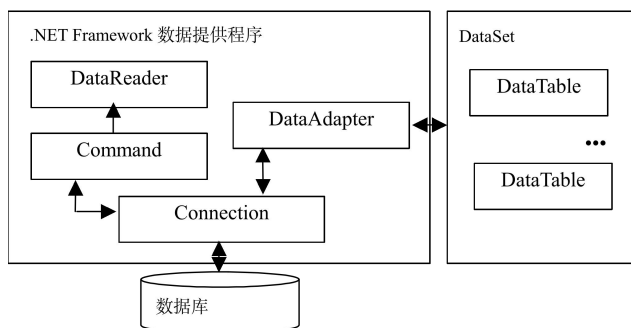 .NET Framework 数据提供程序
DataReader
Command
DataAdapter
Connection
数据库
DataSet
DataTable
...
DataTable